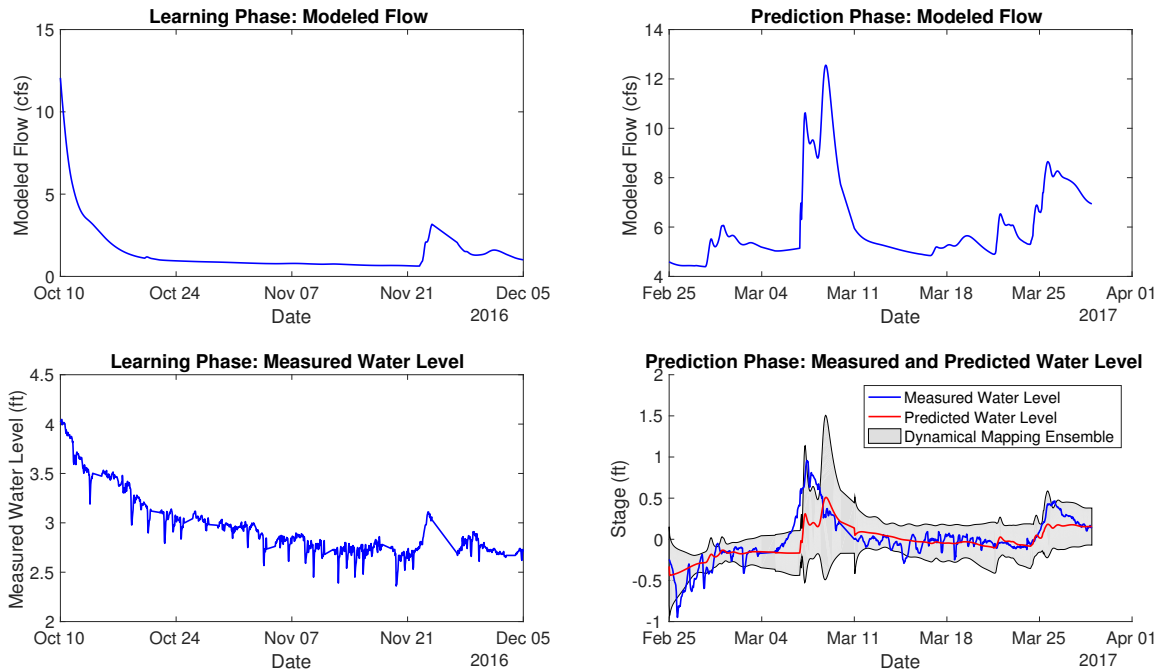 Learning Phase: Modeled Flow
Modeled Flow (cfs)
15
10
5
0
Oct 10
Oct 24
Nov 07
Nov 21
Dec 05
Date
2016
Prediction Phase: Modeled Flow
Modeled Flow (cfs)
14
12
10
8
6
4
Feb 25
Mar 04
Mar 11
Mar 18
Mar 25
Apr 01
Date
2017
Learning Phase: Measured Water Level
Measured Water Level (ft)
4.5
4
3.5
3
2.5
2
Oct 10
Oct 24
Nov 07
Nov 21
Dec 05
Date
2016
Prediction Phase: Measured and Predicted Water Level
Stage (ft)
2
1.5
1
0.5
0
-0.5
-1
Measured Water Level
Predicted Water Level
Dynamical Mapping Ensemble
Feb 25
Mar 04
Mar 11
Mar 18
Mar 25
Apr 01
Date
2017